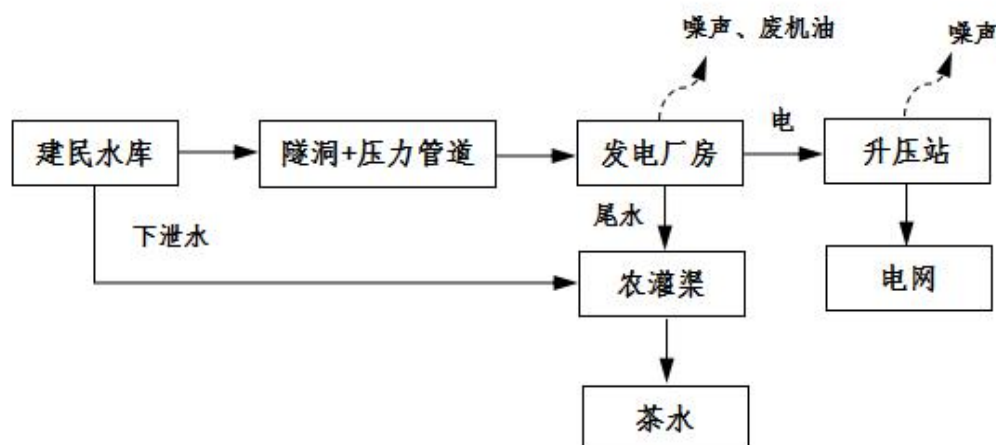 噪声、废机油
噪声
建民水库
隧洞+压力管道
发电厂房
电
升压站
下泄水
尾水
农灌渠
电网
茶水